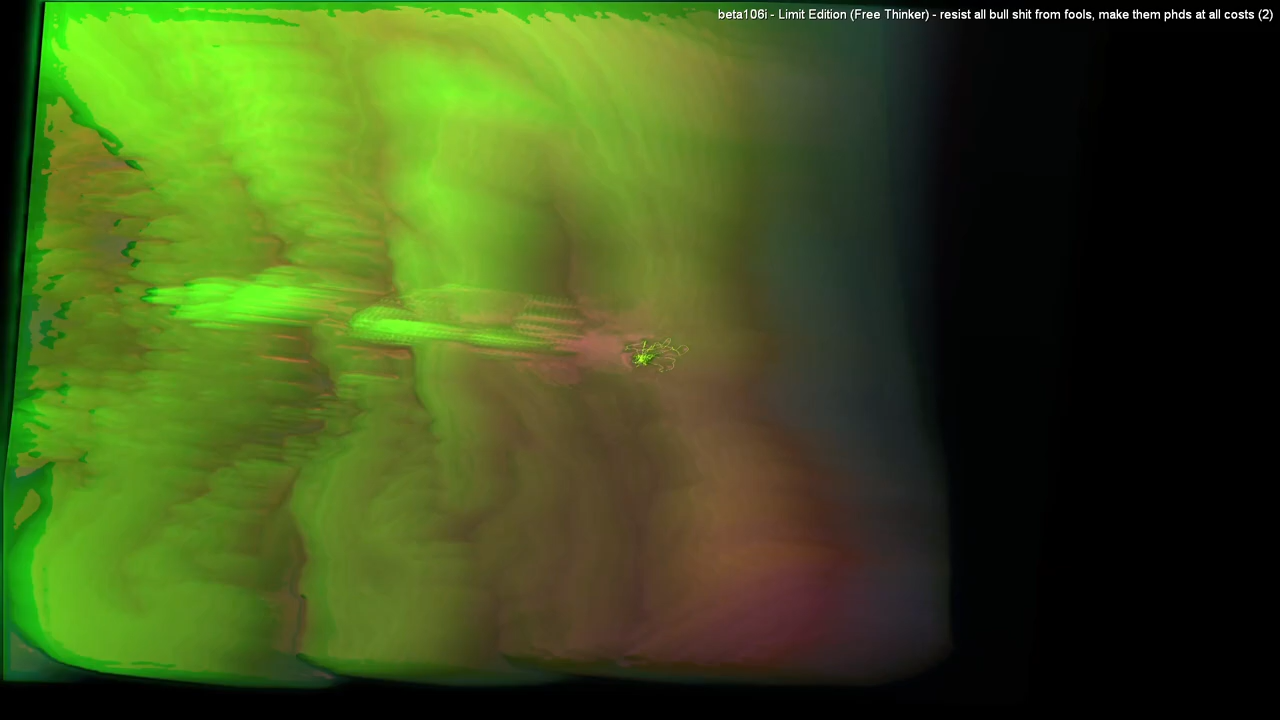 beta106i - Limit Edition (Free Thinker) - resist all bull shit from fools, make them phds at all costs (2)